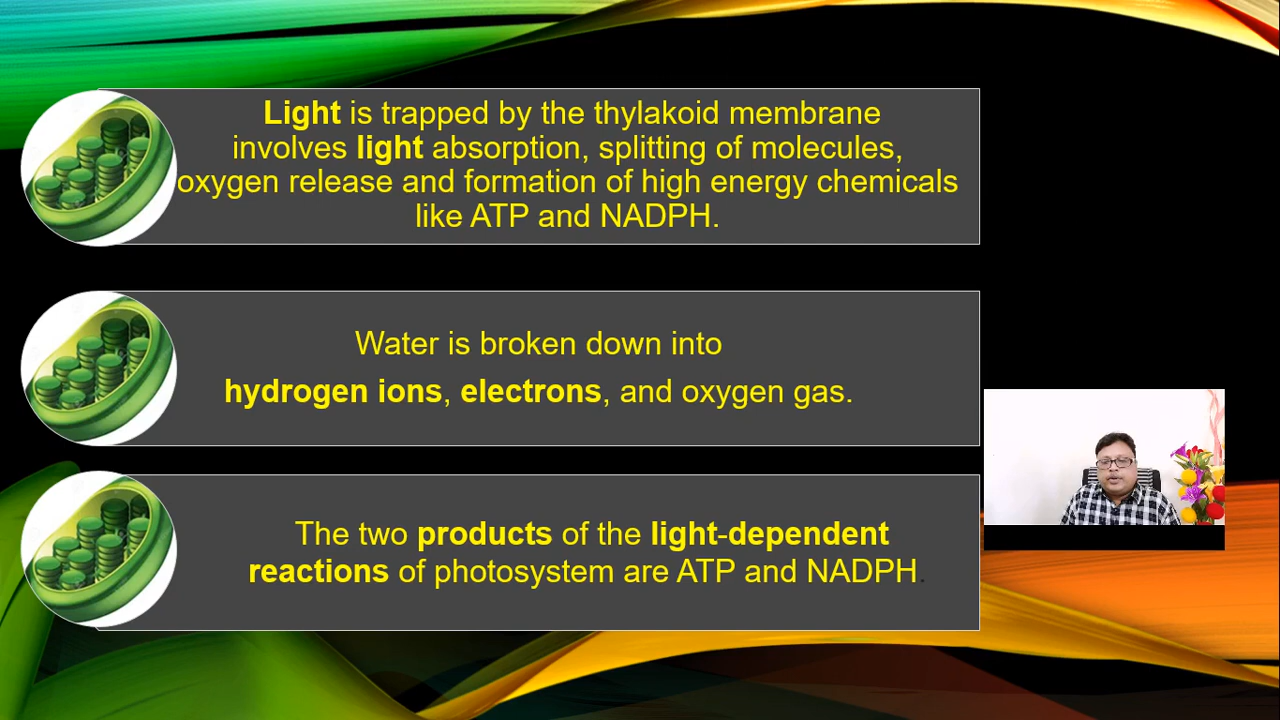 Light is trapped by the thylakoid membrane
involves light absorption, splitting of molecules,
oxygen release and formation of high energy chemicals
like ATP and NADPH.
Water is broken down into
hydrogen ions, electrons, and oxygen gas.
The two products of the light-dependent
reactions of photosystem are ATP and NADPH.